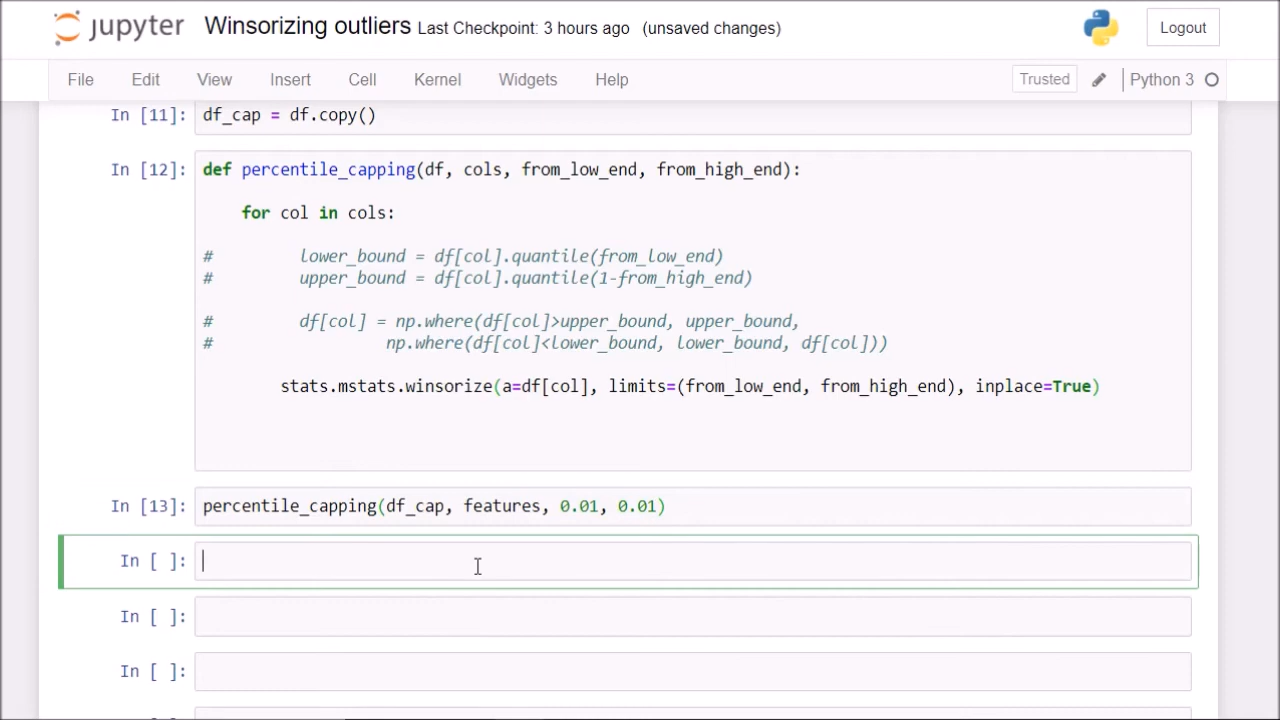 jupyter Winsorizing outliers Last Checkpoint: 3 hours ago (unsaved changes) Logout
File Edit View Insert Cell Kernel Widgets Help Trusted Python 3
In [11]: df_cap = df.copy()
In [12]: def percentile_capping(df, cols, from_low_end, from_high_end):
for col in cols:
# lower_bound = df[col].quantile(from_low_end)
# upper_bound = df[col].quantile(1-from_high_end)
# df[col] = np.where(df[col]>upper_bound, upper_bound,
# np.where(df[col]<lower_bound, lower_bound, df[col]))
stats.mstats.winsorize(a=df[col], limits=(from_low_end, from_high_end), inplace=True)
In [13]: percentile_capping(df_cap, features, 0.01, 0.01)
In [ ]:
In [ ]:
In [ ]: